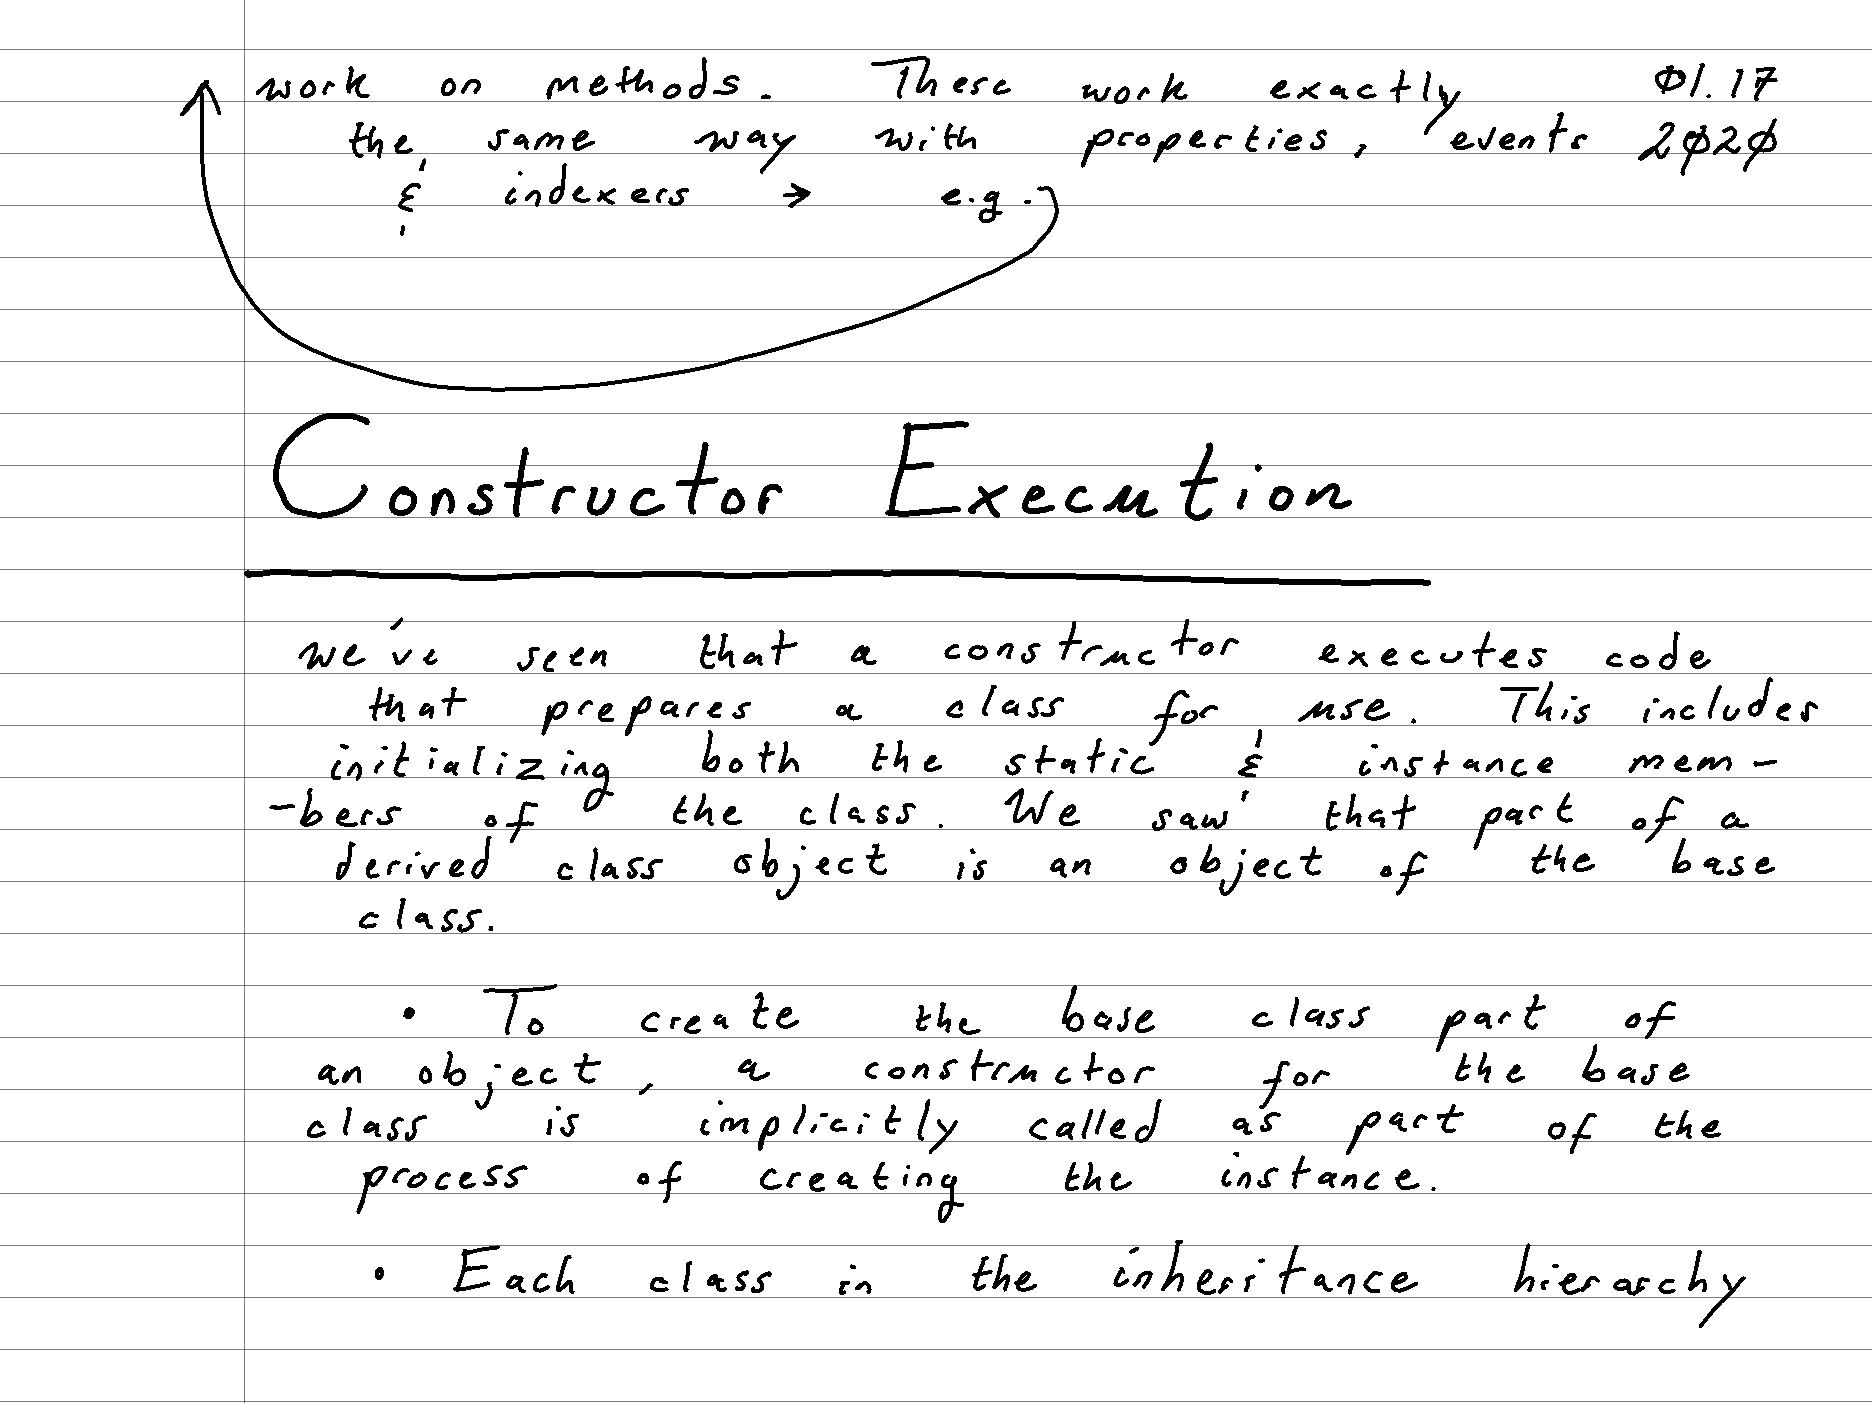 work on methods. These work exactly 01.17
the same way with properties, events 2020
& indexers → e.g.
Constructor Execution
we've seen that a constructor executes code
that prepares a class for use. This includes
initializing both the static & instance mem-
-bers of the class. We saw that part of a
derived class object is an object of the base
class.
• To create the base class part of
an object, a constructor for the base
class is implicitly called as part of the
process of creating the instance.
• Each class in the inheritance hierarchy